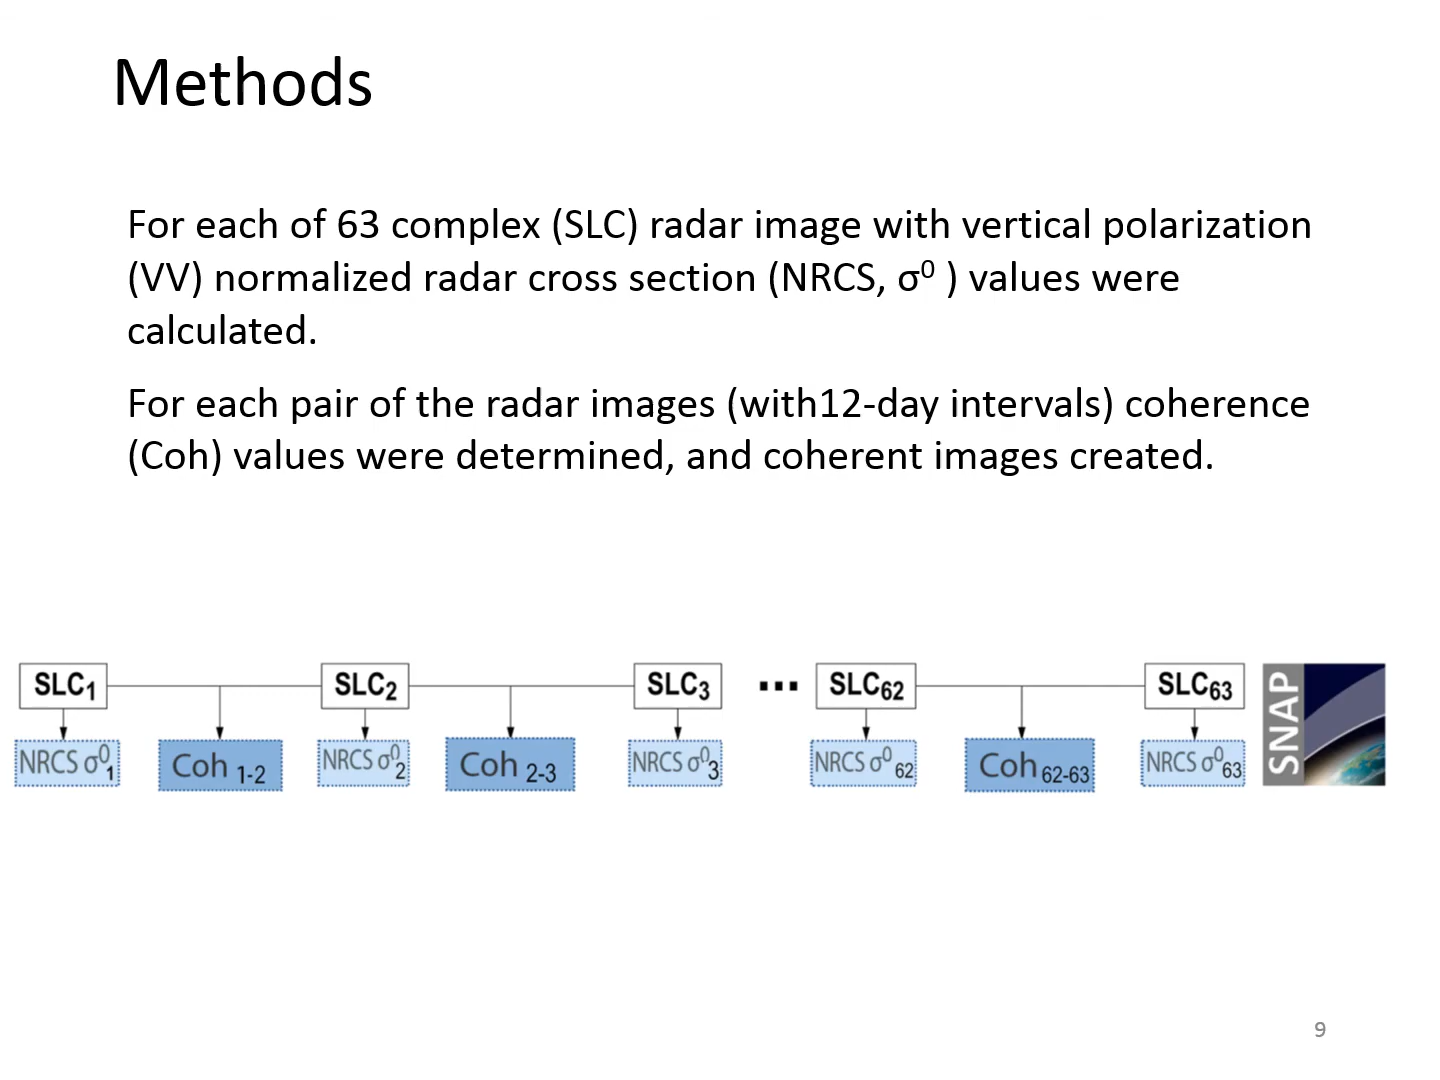 Methods
For each of 63 complex (SLC) radar image with vertical polarization
(VV) normalized radar cross section (NRCS, σ⁰ ) values were
calculated.
For each pair of the radar images (with12-day intervals) coherence
(Coh) values were determined, and coherent images created.
SLC₁ SLC₂ SLC₃ ... SLC₆₂ SLC₶₃
NRCS σ⁰₁ Coh ₁₋₂ NRCS σ⁰₂ Coh ₂₋₃ NRCS σ⁰₃ NRCS σ⁰₆₂ Coh ₆₂₋₆₃ NRCS σ⁰₆₃
SNAP
9